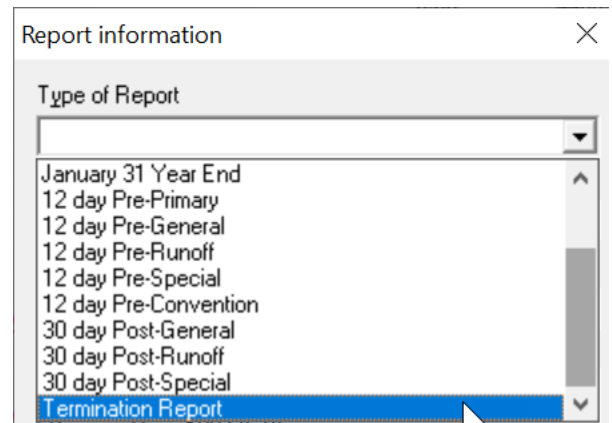 Report information
Type of Report
January 31 Year End
12 day Pre-Primary
12 day Pre-General
12 day Pre-Runoff
12 day Pre-Special
12 day Pre-Convention
30 day Post-General
30 day Post-Runoff
30 day Post-Special
Termination Report